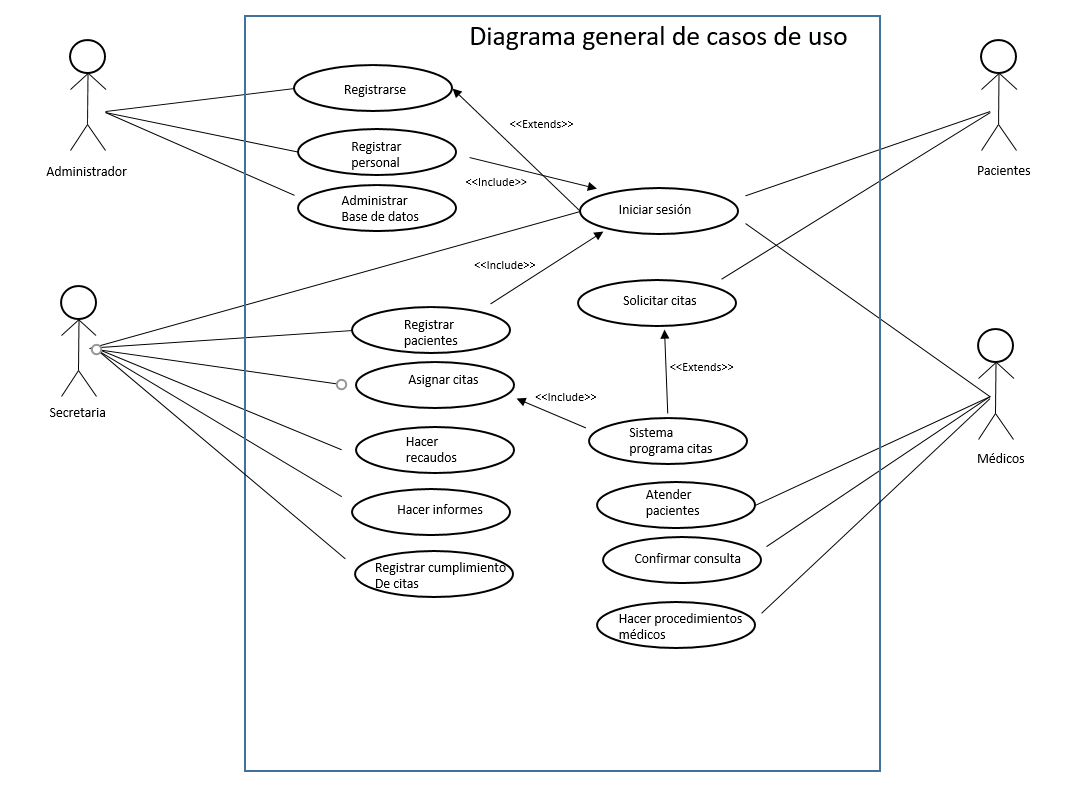 Diagrama general de casos de uso
Registrarse
<<Extends>>
Registrar
personal
Administrador
Pacientes
<<Include>>
Administrar
Base de datos
Iniciar sesión
<<Include>>
Solicitar citas
Registrar
pacientes
<<Extends>>
Asignar citas
<<Include>>
Secretaria
Sistema
programa citas
Hacer
recaudos
Médicos
Atender
pacientes
Hacer informes
Confirmar consulta
Registrar cumplimiento
De citas
Hacer procedimientos
médicos